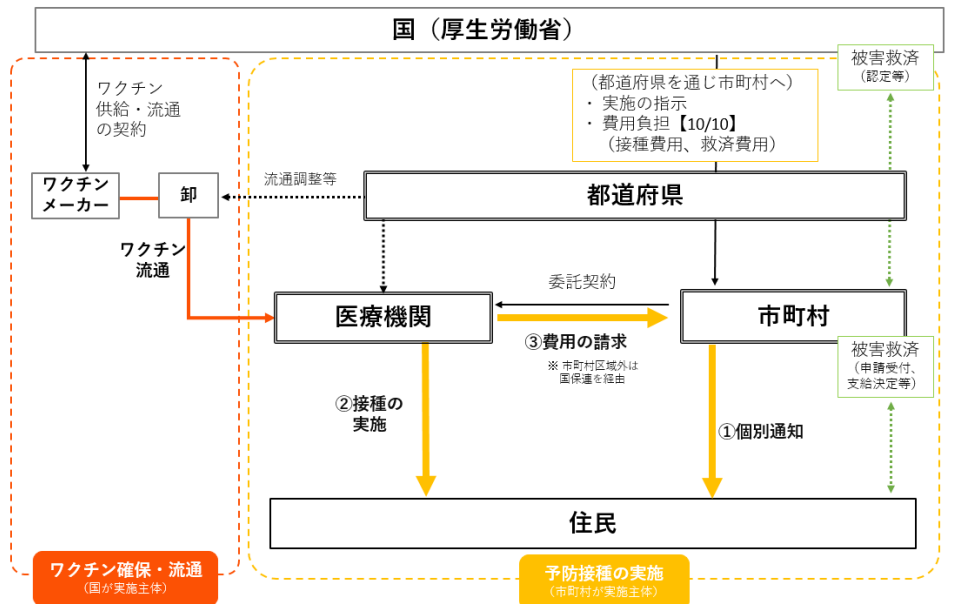 国（厚生労働省）
被害救済
（認定等）
ワクチン
供給・流通
の契約
（都道府県を通じ市町村へ）
・ 実施の指示
・ 費用負担【10/10】
（接種費用、救済費用）
ワクチン
メーカー
卸
流通調整等
都道府県
ワクチン
流通
医療機関
委託契約
市町村
③費用の請求
※ 市町村区域外は
国保連を経由
被害救済
（申請受付、
支給決定等）
②接種の
実施
①個別通知
住民
ワクチン確保・流通
（国が実施主体）
予防接種の実施
（市町村が実施主体）